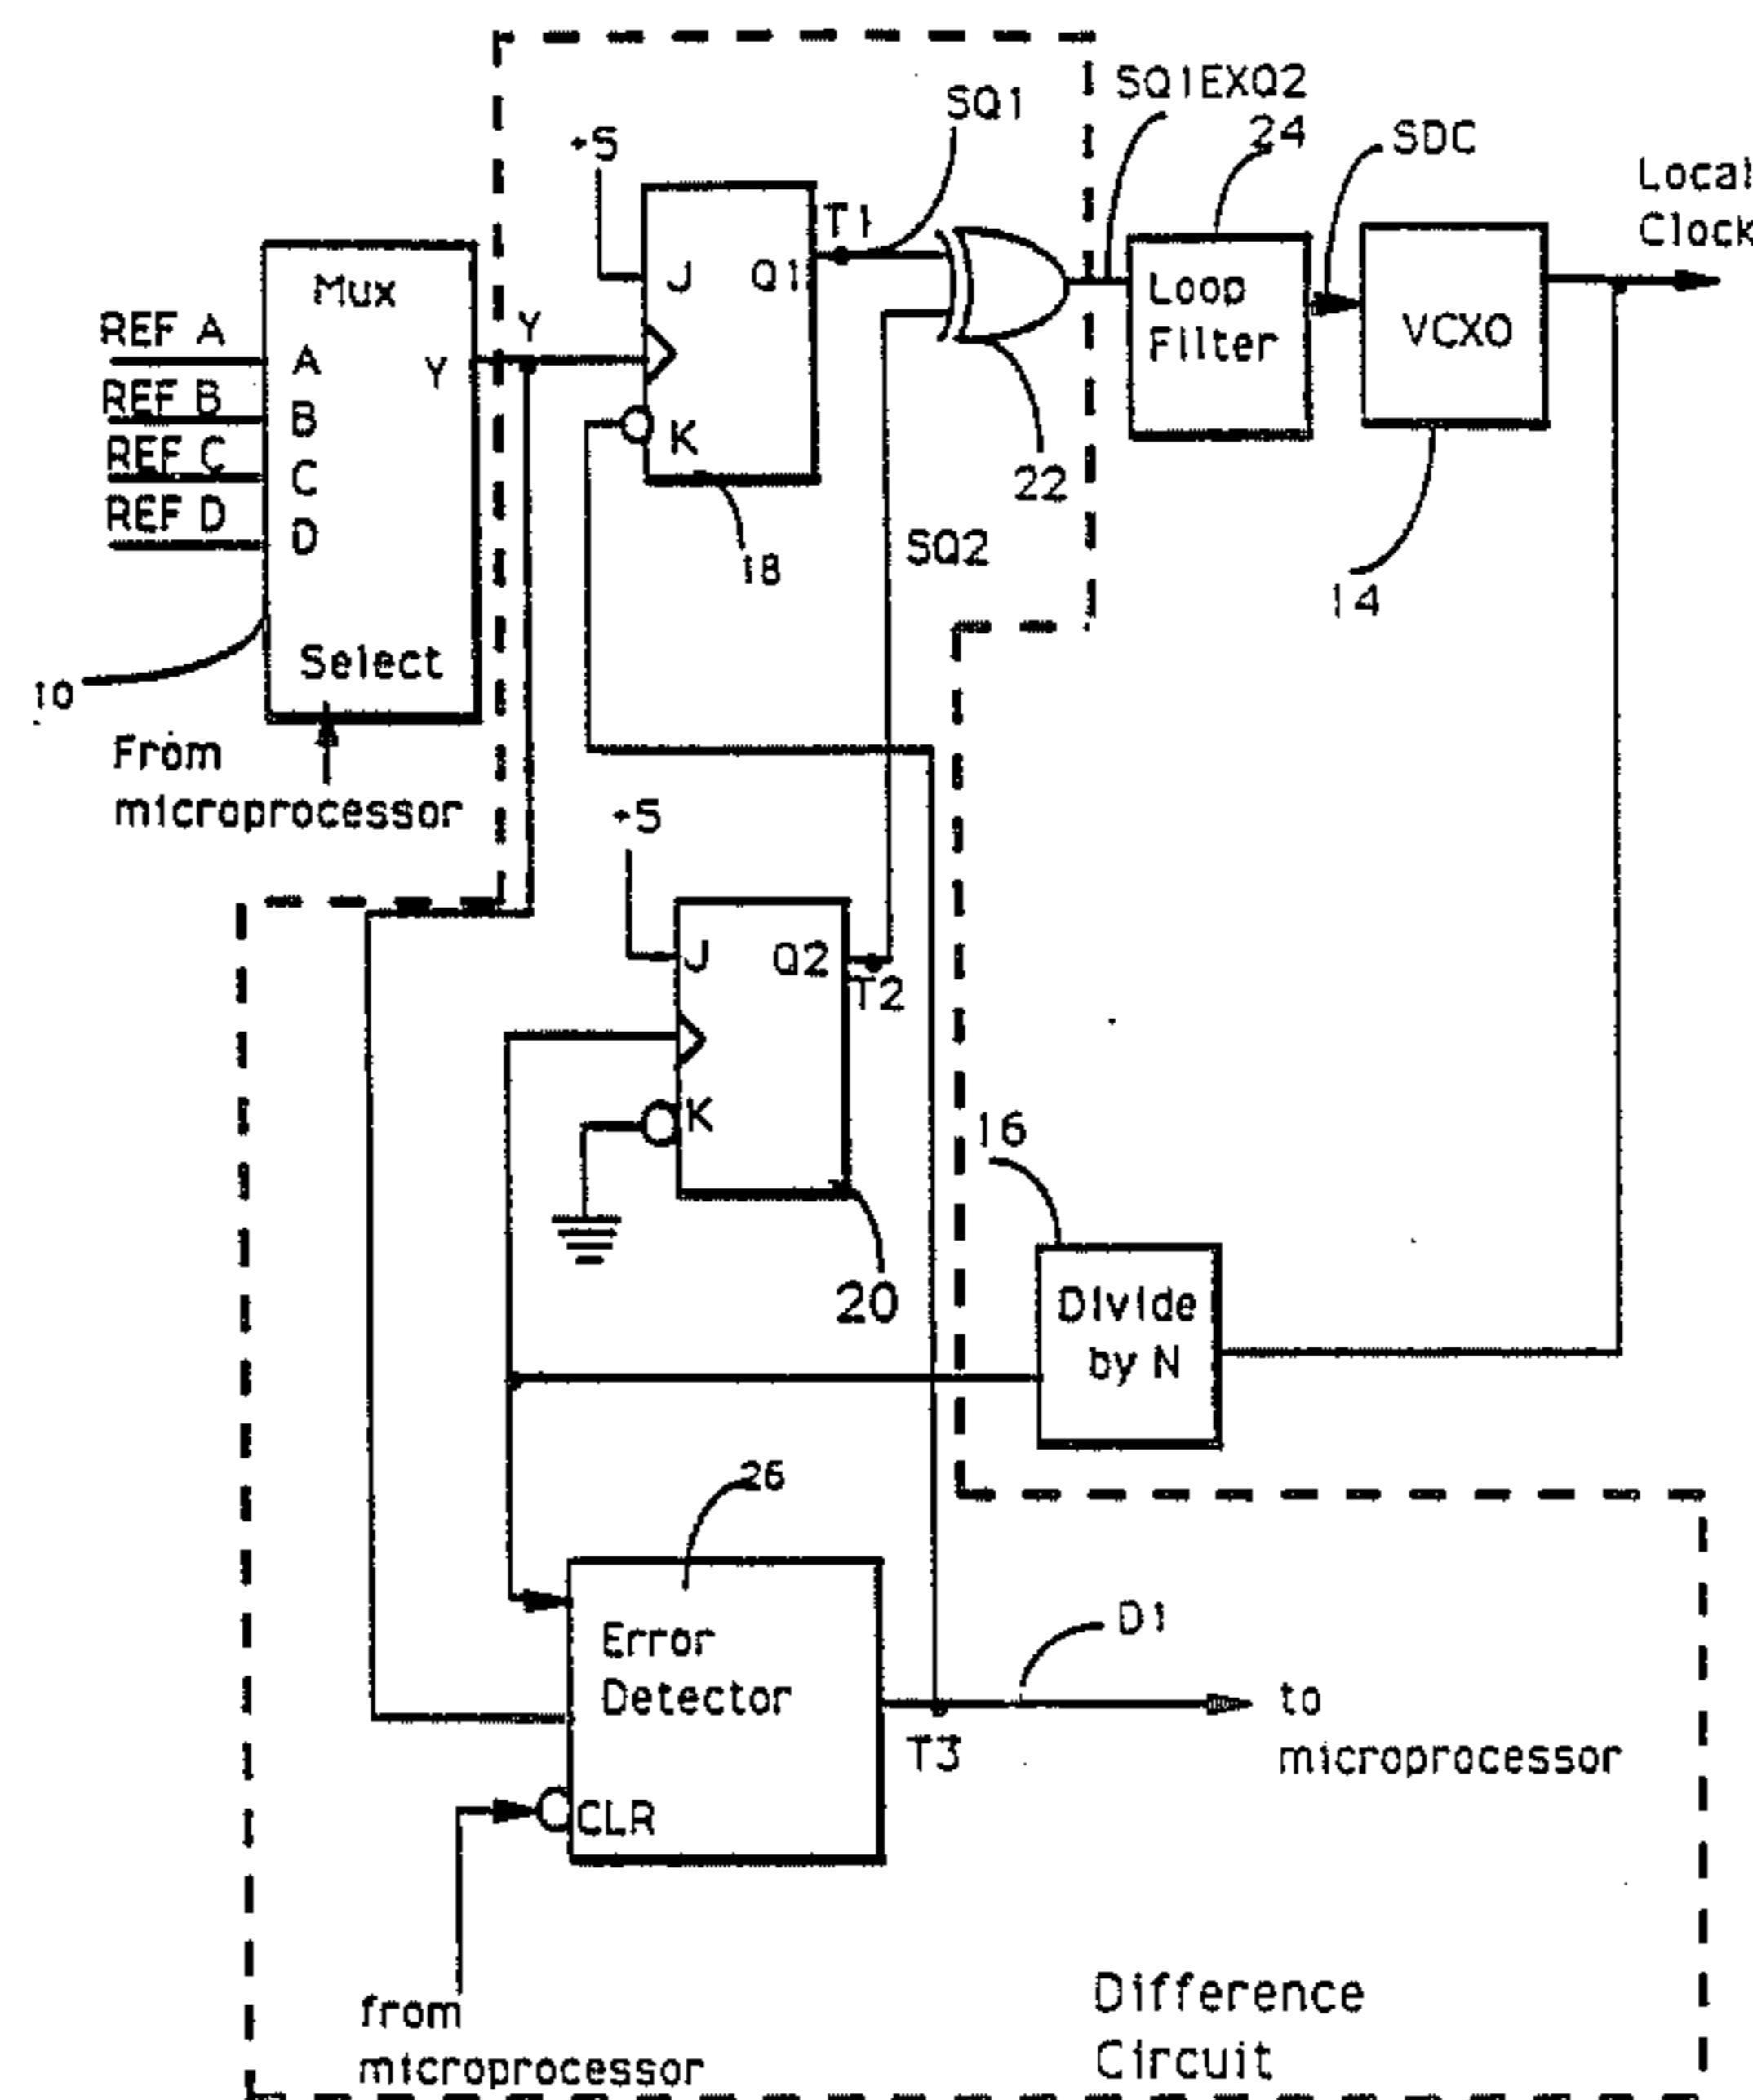 SQ1EXQ2
SQ1
24
SDC
+5
Local
Clock
T1
J
Q1
Mux
Loop
Filter
VCXO
REF A
A
Y
Y
REF B
B
REF C
C
REF D
D
K
22
18
SQ2
14
Select
10
From
microprocessor
+5
J
Q2
T2
K
16
20
Divide
by N
26
Error
Detector
D1
to
microprocessor
T3
CLR
from
microprocessor
Difference
Circuit